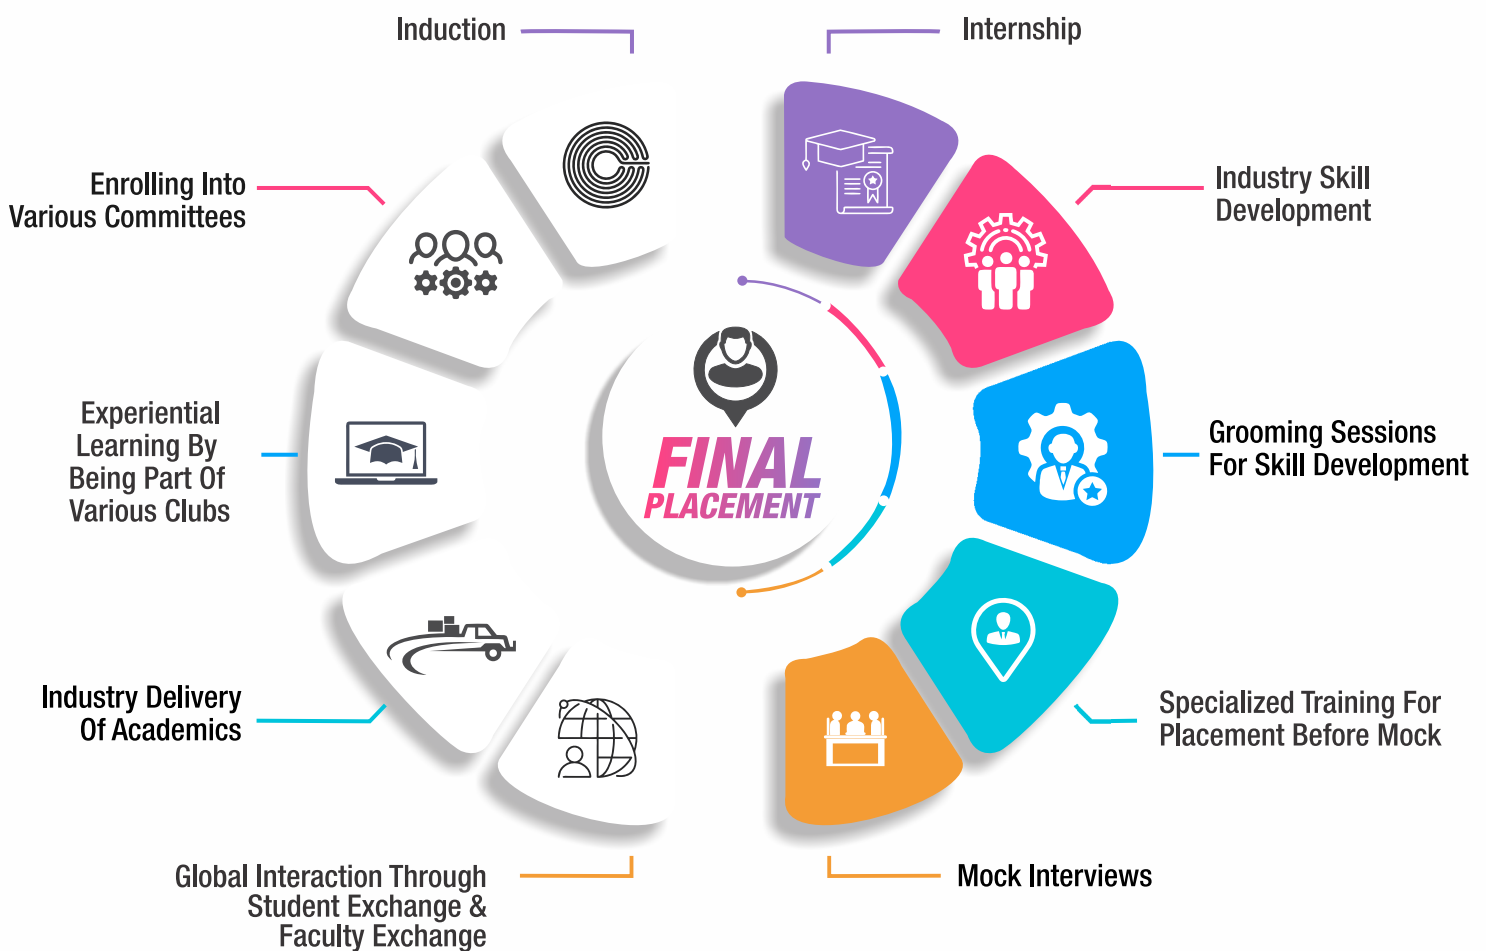 Induction
Enrolling Into
Various Committees
Experiential
Learning By
Being Part Of
Various Clubs
Industry Delivery
Of Academics
Global Interaction Through
Student Exchange &
Faculty Exchange
FINAL
PLACEMENT
Internship
Industry Skill
Development
Grooming Sessions
For Skill Development
Specialized Training For
Placement Before Mock
Mock Interviews